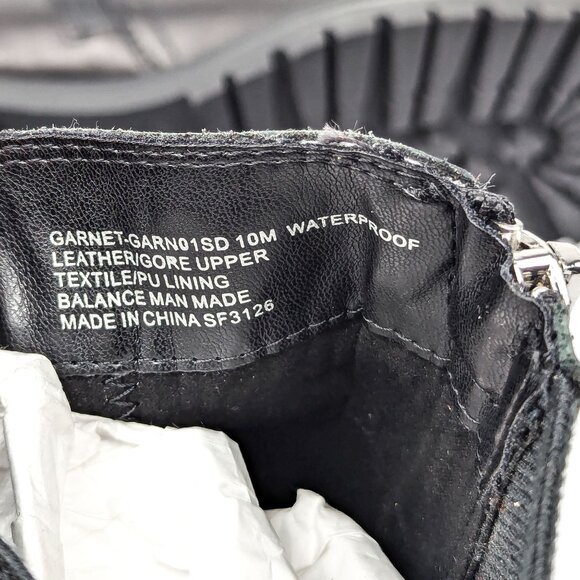 GARNET-GARN01SD 10M WATERPROOF
LEATHER/GORE UPPER
TEXTILE/PU LINING
BALANCE MAN MADE
MADE IN CHINA SF3126